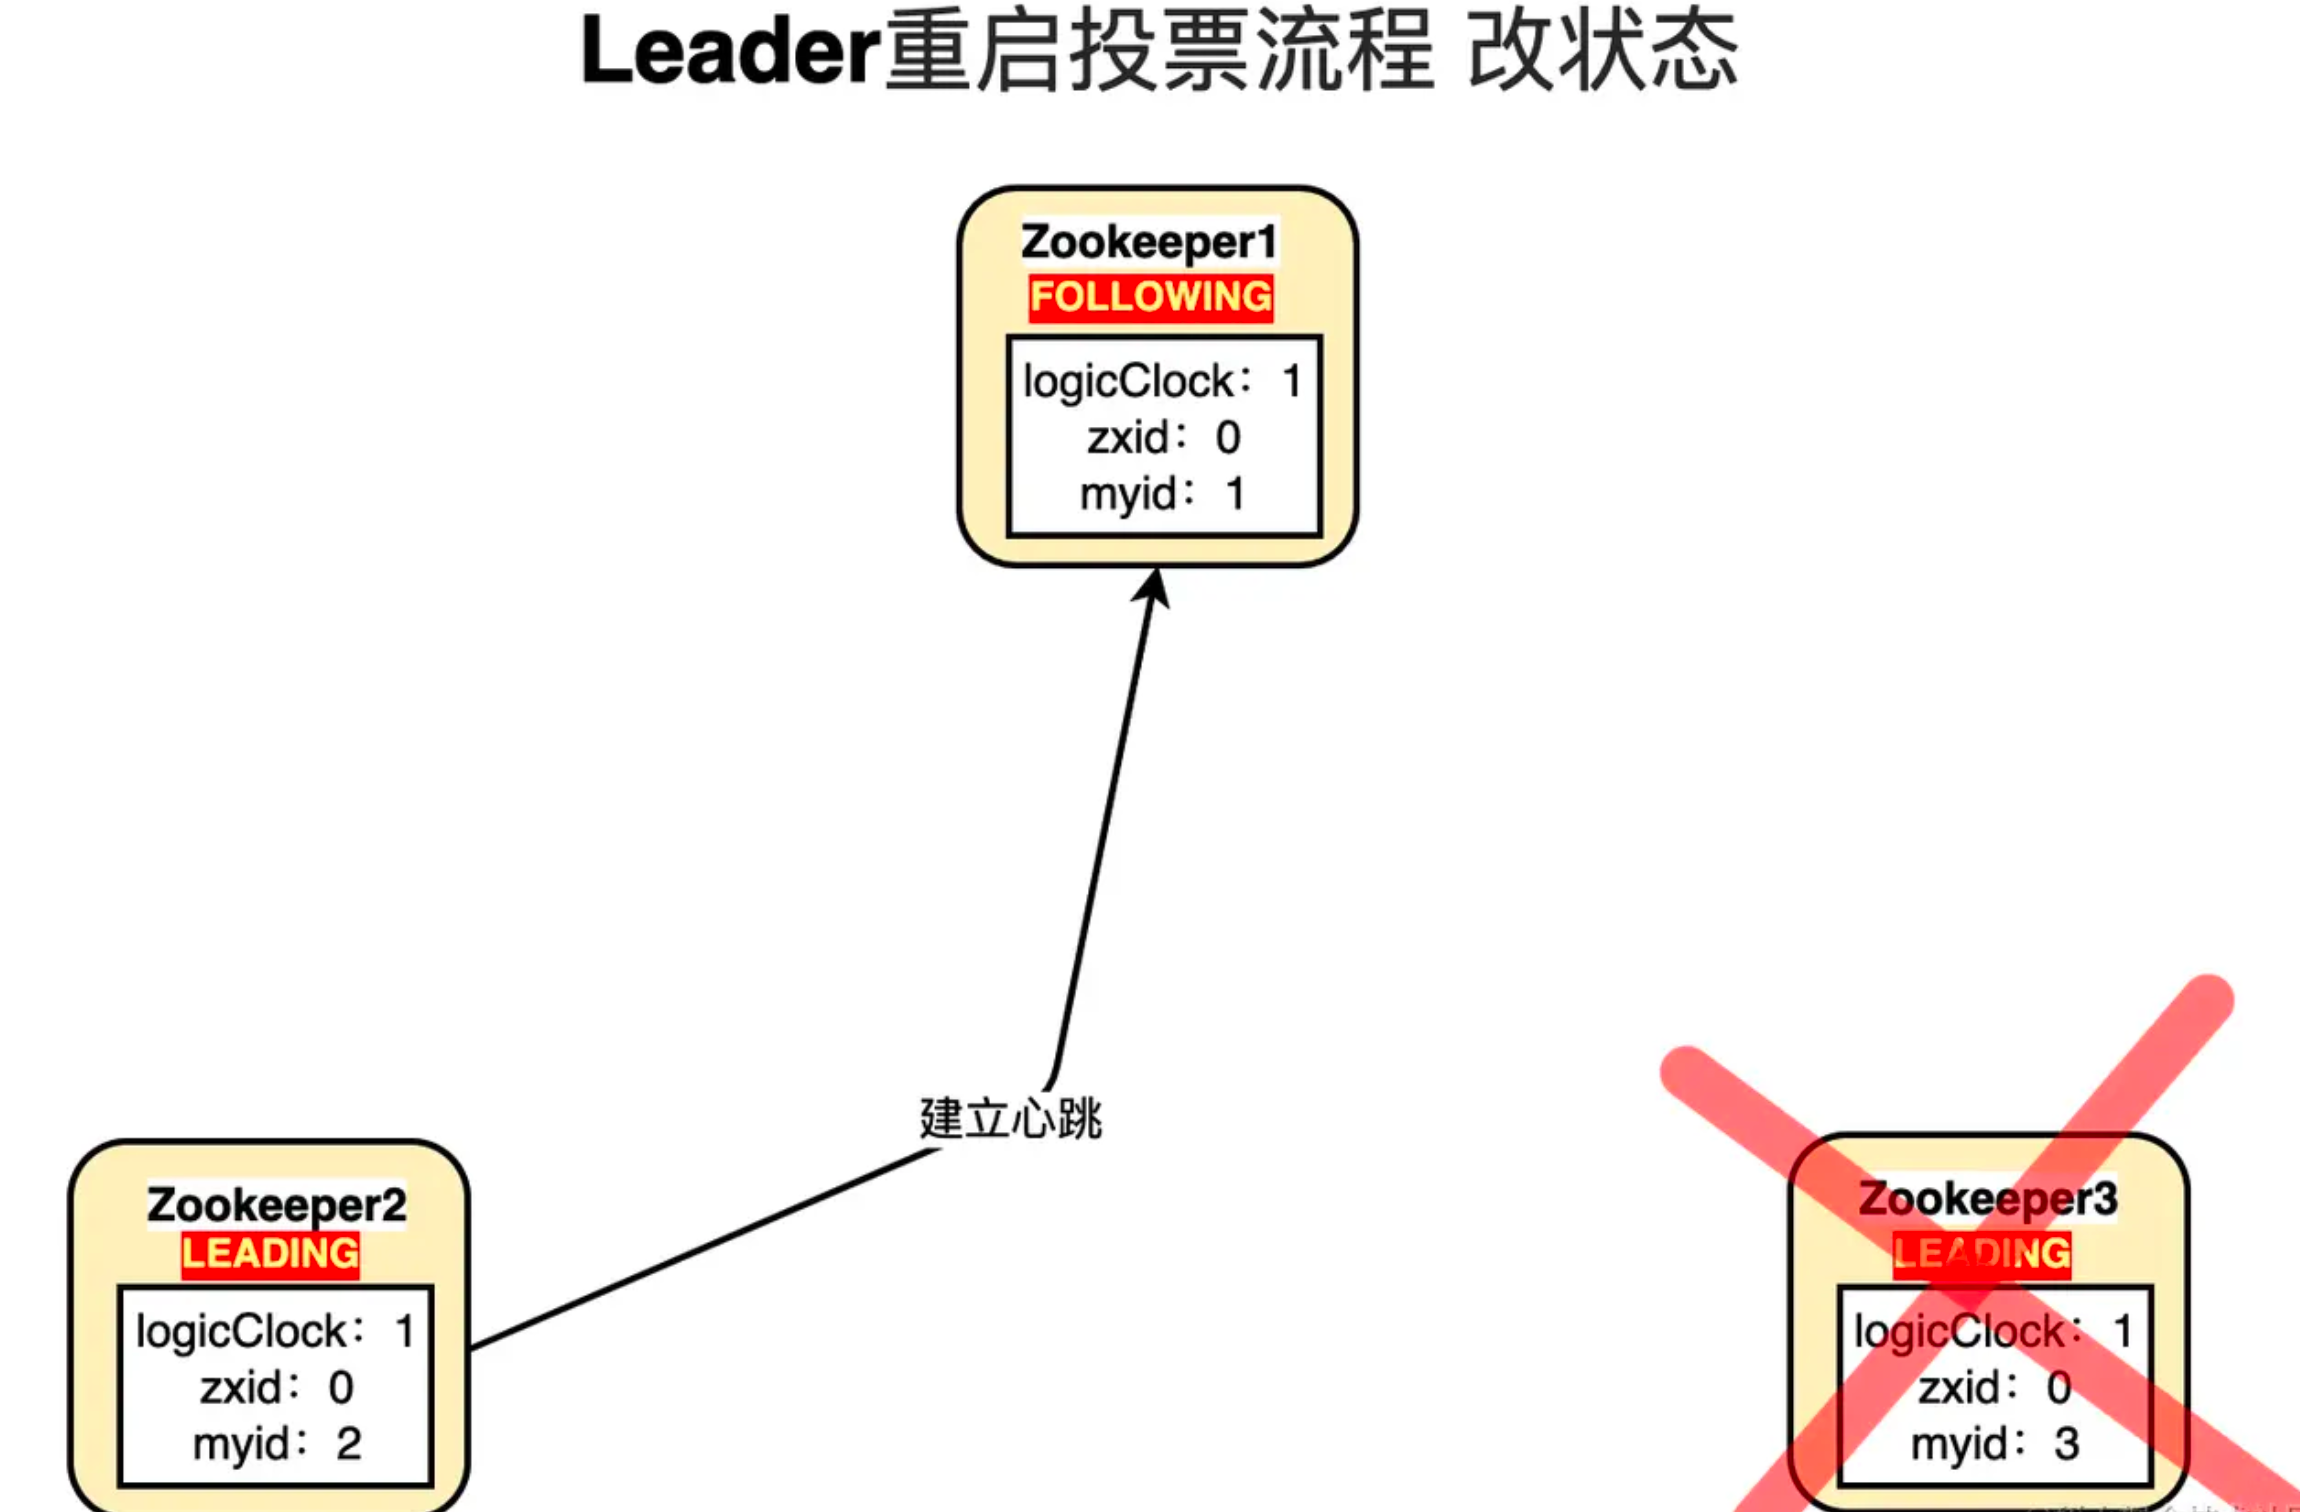 Leader重启投票流程 改状态
Zookeeper1
FOLLOWING
logicClock：1
zxid：0
myid：1
建立心跳
Zookeeper2
LEADING
logicClock：1
zxid：0
myid：2
Zookeeper3
LEADING
logicClock：1
zxid：0
myid：3